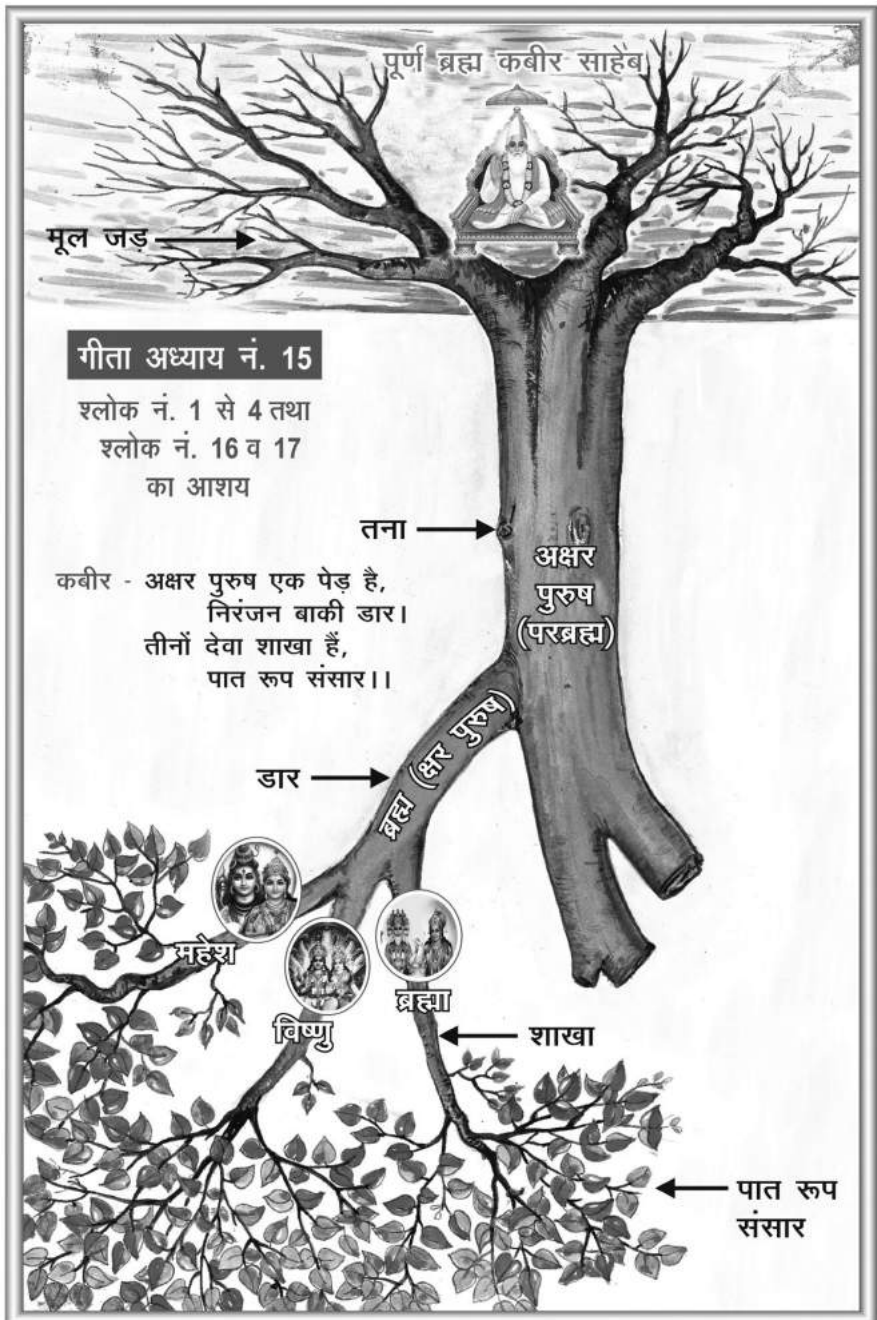 पूर्ण ब्रह्म कबीर साहेब
मूल जड़
गीता अध्याय नं. 15
श्लोक नं. 1 से 4 तथा
श्लोक नं. 16 व 17
का आशय
तना
अक्षर
पुरुष
(परब्रह्म)
कबीर - अक्षर पुरुष एक पेड़ है,
निरंजन बाकी डार।
तीनों देवा शाखा हैं,
पात रूप संसार।।
ब्रह्म (क्षर पुरुष)
डार
महेश
विष्णु
ब्रह्मा
शाखा
पात रूप
संसार